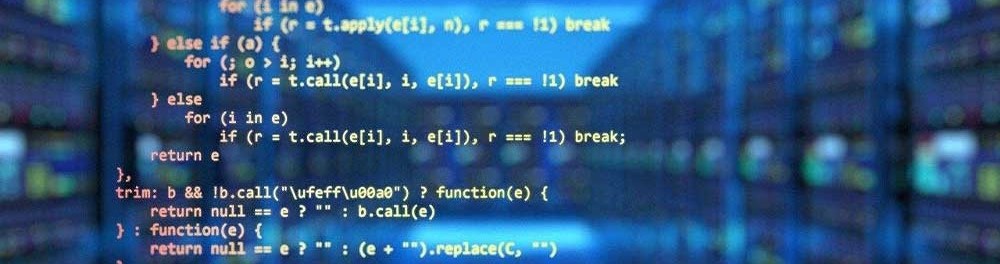 for (i in e)
if (r = t.apply(e[i], n), r === !1) break
} else if (a) {
for (; o > i; i++)
if (r = t.call(e[i], i, e[i]), r === !1) break
} else
for (i in e)
if (r = t.call(e[i], i, e[i]), r === !1) break;
return e
},
trim: b && !b.call("\ufeff\u00a0") ? function(e) {
return null == e ? "" : b.call(e)
} : function(e) {
return null == e ? "" : (e + "").replace(C, "")